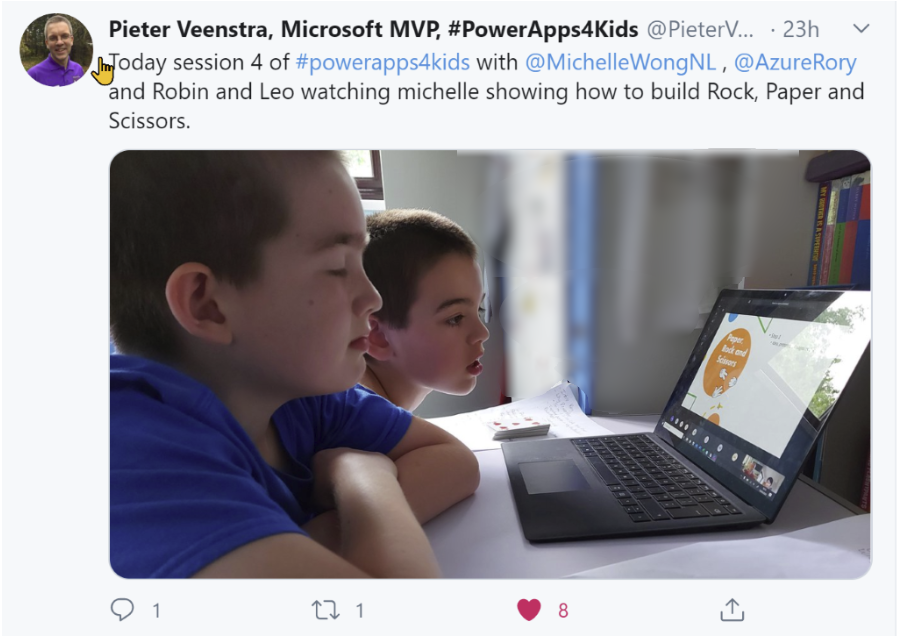 Pieter Veenstra, Microsoft MVP, #PowerApps4Kids @PieterV... · 23h
Today session 4 of #powerapps4kids with @MichelleWongNL , @AzureRory
and Robin and Leo watching michelle showing how to build Rock, Paper and
Scissors.
Paper
Rock and
Scissors
1
1
8